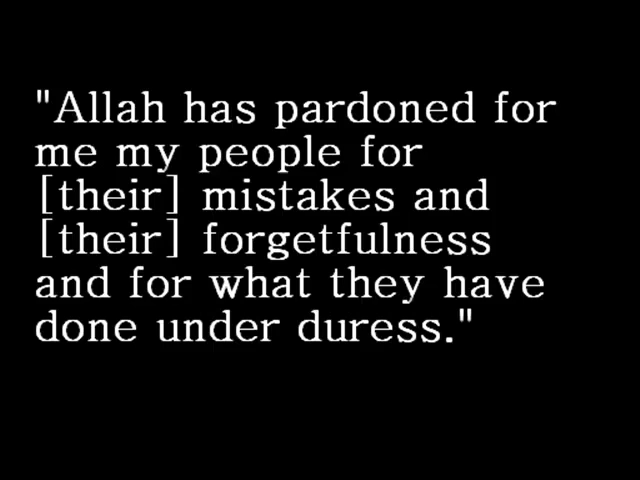 "Allah has pardoned for
me my people for
[their] mistakes and
[their] forgetfulness
and for what they have
done under duress."